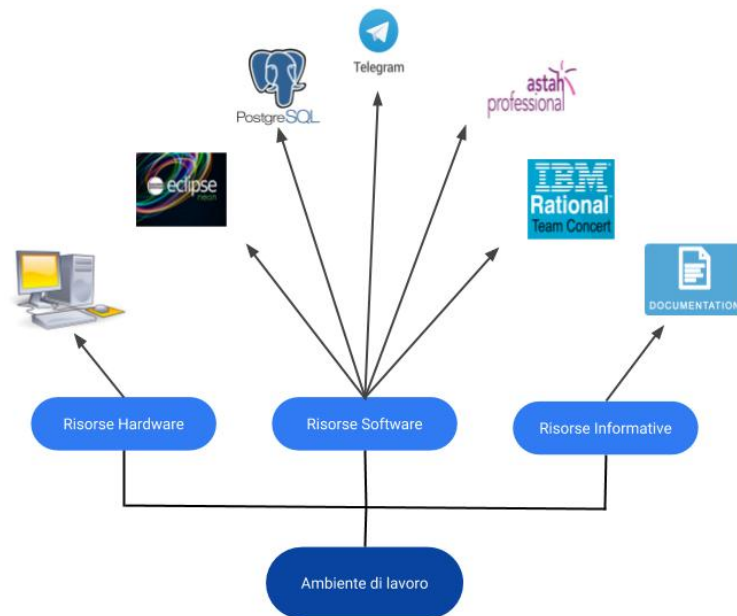 Telegram
PostgreSQL
astah
professional
eclipse
neon
IBM
Rational
Team Concert
DOCUMENTATION
Risorse Hardware
Risorse Software
Risorse Informative
Ambiente di lavoro